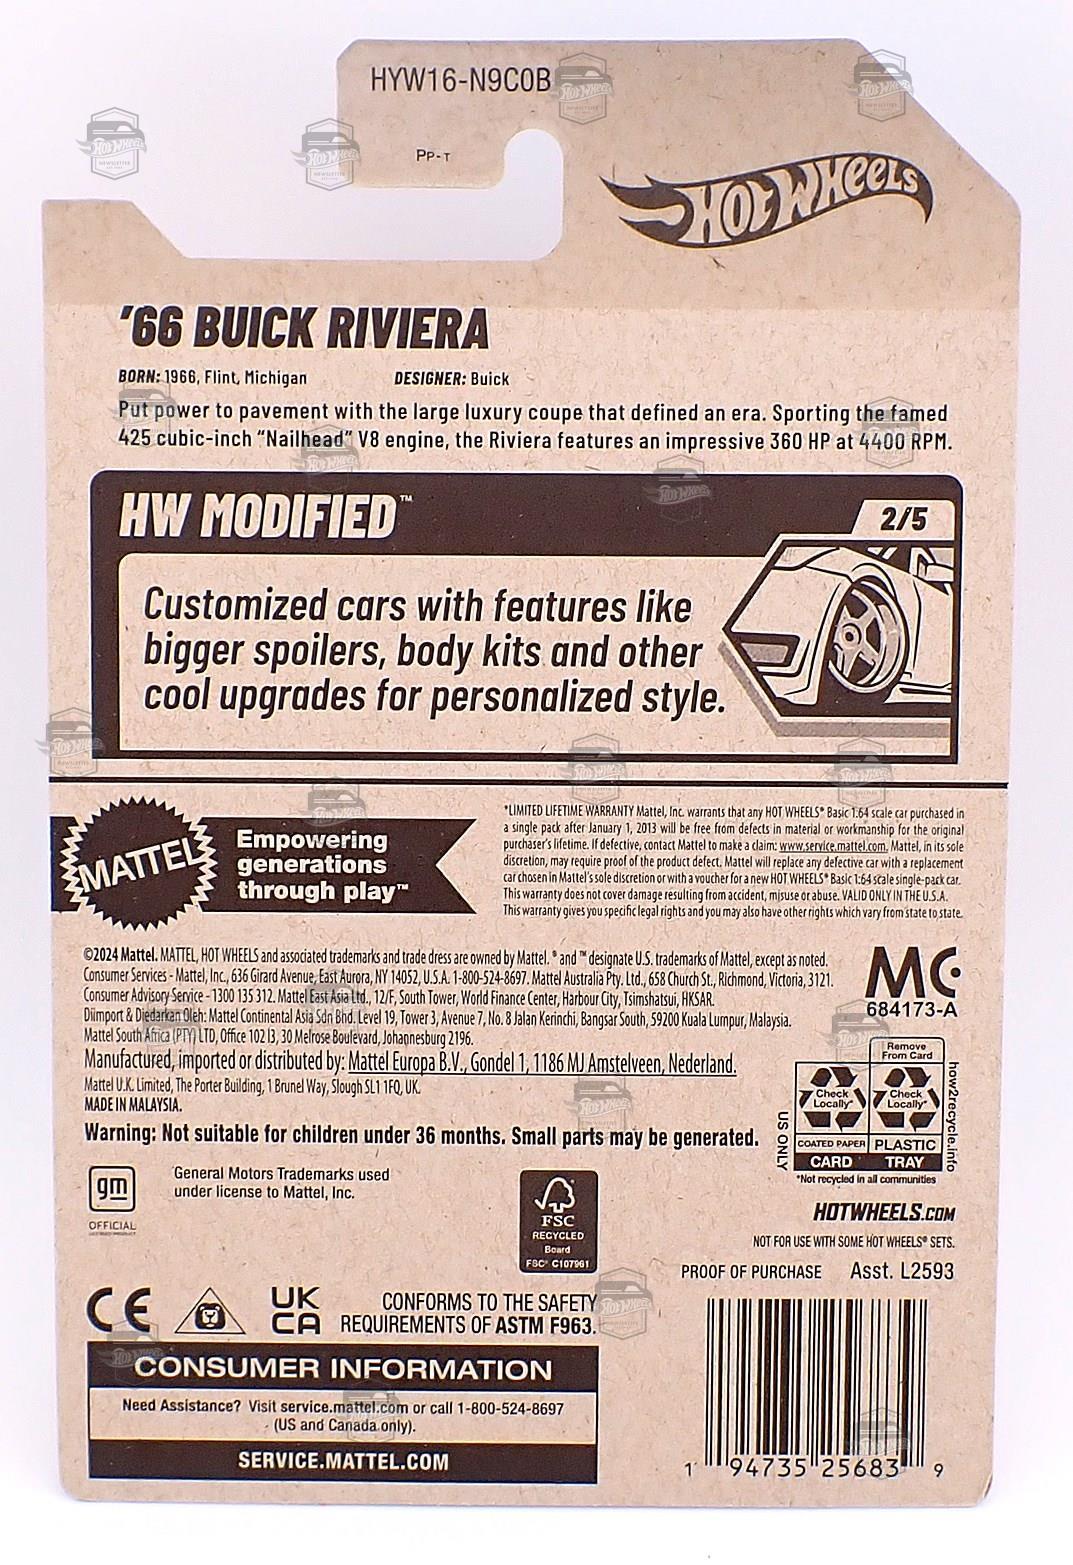 HYW16-N9C0B
PP-T
HOT WHEELS
'66 BUICK RIVIERA
BORN: 1966, Flint, Michigan DESIGNER: Buick
Put power to pavement with the large luxury coupe that defined an era. Sporting the famed
425 cubic-inch "Nailhead" V8 engine, the Riviera features an impressive 360 HP at 4400 RPM.
HW MODIFIED™ 2/5
Customized cars with features like
bigger spoilers, body kits and other
cool upgrades for personalized style.
MATTEL
Empowering
generations
through play™
*LIMITED LIFETIME WARRANTY Mattel, Inc. warrants that any HOT WHEELS® Basic 1:64 scale car purchased in
a single pack after January 1, 2013 will be free from defects in material or workmanship for the original
purchaser's lifetime. If defective, contact Mattel to make a claim: www.service.mattel.com. Mattel, in its sole
discretion, may require proof of the product defect. Mattel will replace any defective car with a replacement
car chosen in Mattel's sole discretion or with a voucher for a new HOT WHEELS® Basic 1:64 scale single-pack car.
This warranty does not cover damage resulting from accident, misuse or abuse. VALID ONLY IN THE U.S.A.
This warranty gives you specific legal rights and you may also have other rights which vary from state to state.
©2024 Mattel. MATTEL, HOT WHEELS and associated trademarks and trade dress are owned by Mattel. ® and ™ designate U.S. trademarks of Mattel, except as noted.
Consumer Services - Mattel, Inc., 636 Girard Avenue, East Aurora, NY 14052, U.S.A. 1-800-524-8697. Mattel Australia Pty. Ltd., 658 Church St., Richmond, Victoria, 3121.
Consumer Advisory Service - 1300 135 312. Mattel East Asia Ltd., 12/F, South Tower, World Finance Center, Harbour City, Tsimshatsui, HKSAR.
Diimport & Diedarkan Oleh: Mattel Continental Asia Sdn Bhd. Level 19, Tower 3, Avenue 7, No. 8 Jalan Kerinchi, Bangsar South, 59200 Kuala Lumpur, Malaysia.
Mattel South Africa (PTY) LTD, Office 102 I3, 30 Melrose Boulevard, Johannesburg 2196.
Manufactured, imported or distributed by: Mattel Europa B.V., Gondel 1, 1186 MJ Amstelveen, Nederland.
Mattel U.K. Limited, The Porter Building, 1 Brunel Way, Slough SL1 1FQ, UK.
MADE IN MALAYSIA.
Warning: Not suitable for children under 36 months. Small parts may be generated.
MC
684173-A
Remove
From Card
Check
Locally*
Check
Locally*
COATED PAPER
CARD
PLASTIC
TRAY
US ONLY
how2recycle.info
*Not recycled in all communities
gm
OFFICIAL
LICENSED PRODUCT
General Motors Trademarks used
under license to Mattel, Inc.
FSC
RECYCLED
Board
FSC® C107961
HOTWHEELS.COM
NOT FOR USE WITH SOME HOT WHEELS® SETS.
PROOF OF PURCHASE Asst. L2593
CE
UK
CA
CONFORMS TO THE SAFETY
REQUIREMENTS OF ASTM F963.
CONSUMER INFORMATION
Need Assistance? Visit service.mattel.com or call 1-800-524-8697
(US and Canada only).
SERVICE.MATTEL.COM
1 94735 25683 9